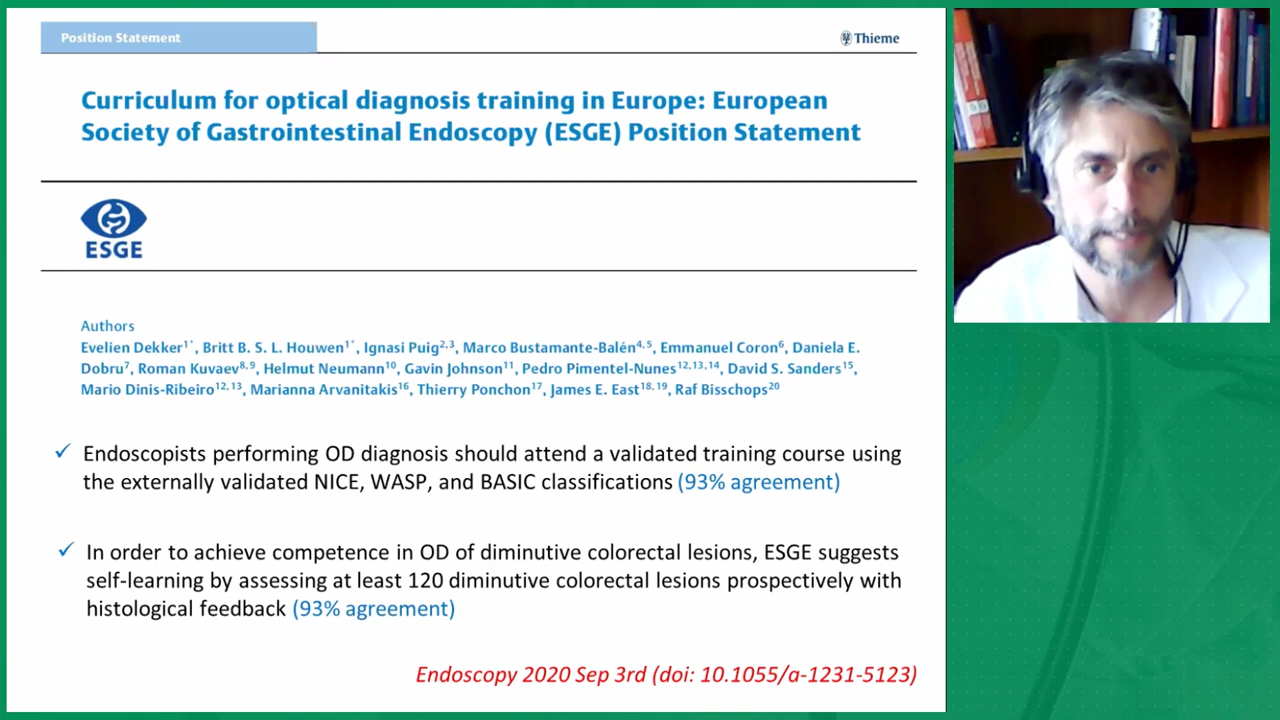 Position Statement
Thieme
Curriculum for optical diagnosis training in Europe: European
Society of Gastrointestinal Endoscopy (ESGE) Position Statement
ESGE
Authors
Evelien Dekker1*, Britt B. S. L. Houwen1*, Ignasi Puig2,3, Marco Bustamante-Balén4,5, Emmanuel Coron6, Daniela E.
Dobru7, Roman Kuvaev8,9, Helmut Neumann10, Gavin Johnson11, Pedro Pimentel-Nunes12,13,14, David S. Sanders15,
Mario Dinis-Ribeiro12,13, Marianna Arvanitakis16, Thierry Ponchon17, James E. East18,19, Raf Bisschops20
✓ Endoscopists performing OD diagnosis should attend a validated training course using
the externally validated NICE, WASP, and BASIC classifications (93% agreement)
✓ In order to achieve competence in OD of diminutive colorectal lesions, ESGE suggests
self-learning by assessing at least 120 diminutive colorectal lesions prospectively with
histological feedback (93% agreement)
Endoscopy 2020 Sep 3rd (doi: 10.1055/a-1231-5123)